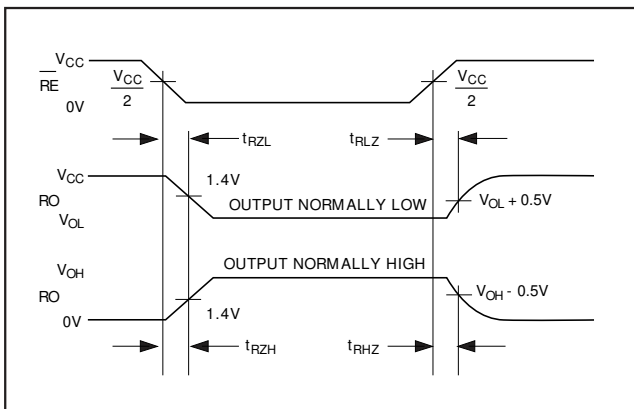 VCC
RE
0V
VCC
2
VCC
2
tRZL
tRLZ
VCC
RO
VOL
1.4V
OUTPUT NORMALLY LOW
VOL + 0.5V
VOH
RO
0V
OUTPUT NORMALLY HIGH
1.4V
VOH - 0.5V
tRZH
tRHZ